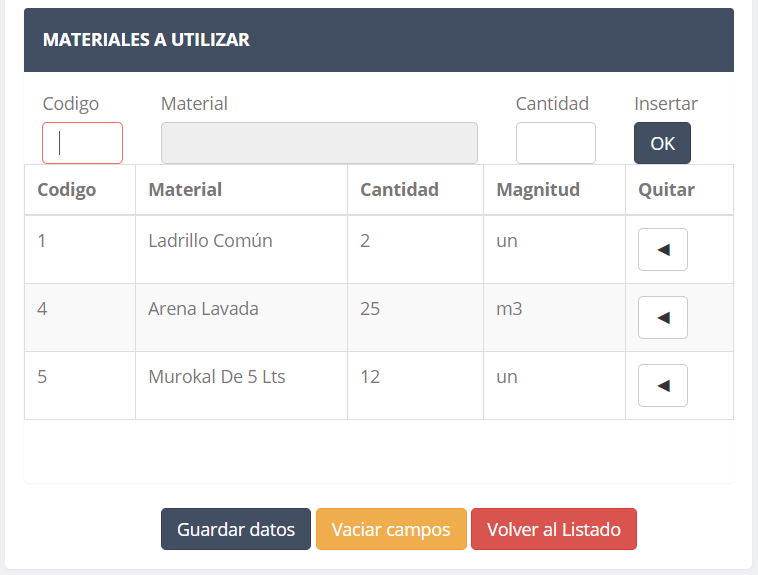 MATERIALES A UTILIZAR
Codigo Material Cantidad Insertar
OK
Codigo Material Cantidad Magnitud Quitar
1 Ladrillo Común 2 un
4 Arena Lavada 25 m3
5 Murokal De 5 Lts 12 un
Guardar datos Vaciar campos Volver al Listado